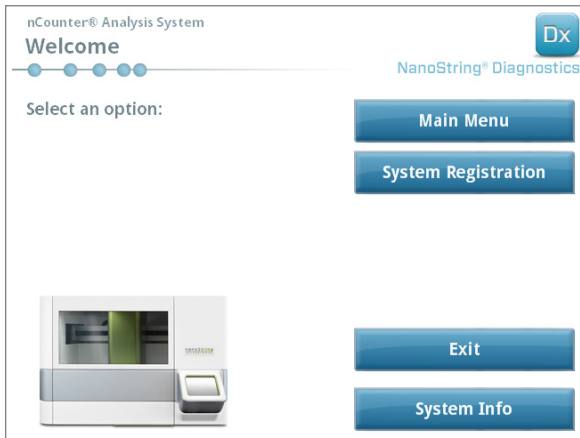 nCounter® Analysis System
Welcome
Dx
NanoString® Diagnostics
Select an option:
Main Menu
System Registration
Exit
System Info